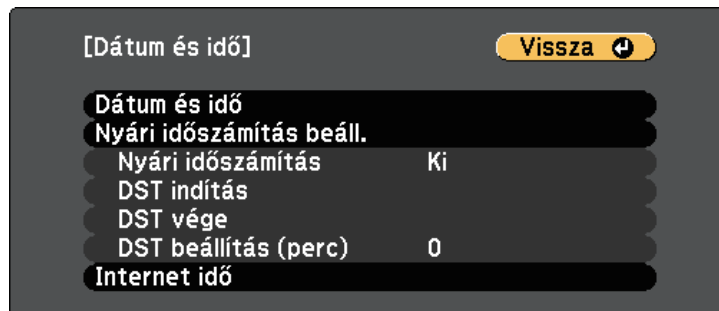 [Dátum és idő] Vissza
Dátum és idő
Nyári időszámítás beáll.
Nyári időszámítás Ki
DST indítás
DST vége
DST beállítás (perc) 0
Internet idő